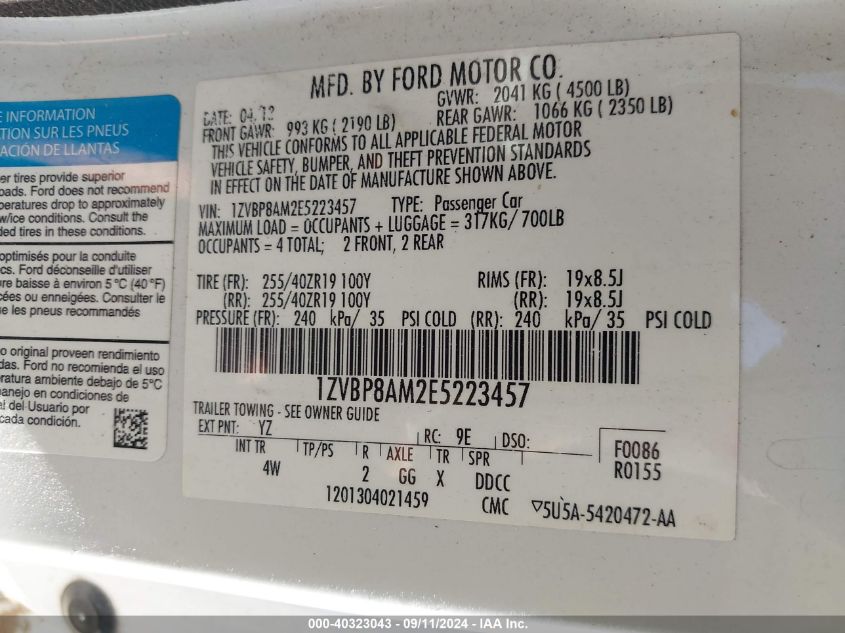 E INFORMATION
ATION SUR LES PNEUS
ACIÓN DE LLANTAS
er tires provide superior
oads. Ford does not recommend
peratures drop to approximately
w/ice conditions. Consult the
ded tires in these conditions.
optimisés pour la conduite
cs. Ford déconseille d'utiliser
ure baisse à environ 5 °C (40 °F)
cées ou enneigées. Consulter le
ue les pneus recommandés
o original proveen rendimiento
das. Ford no recomienda el uso
eratura ambiente debajo de 5°C
manejo en condiciones de
al del Usuario por
cada condición.
MFD. BY FORD MOTOR CO.
DATE: 04/12 GVWR: 2041 KG ( 4500 LB)
FRONT GAWR: 993 KG ( 2190 LB) REAR GAWR: 1066 KG ( 2350 LB)
THIS VEHICLE CONFORMS TO ALL APPLICABLE FEDERAL MOTOR
VEHICLE SAFETY, BUMPER, AND THEFT PREVENTION STANDARDS
IN EFFECT ON THE DATE OF MANUFACTURE SHOWN ABOVE.
VIN: 1ZVBP8AM2E5223457 TYPE: Passenger Car
MAXIMUM LOAD = OCCUPANTS + LUGGAGE = 317KG/ 700LB
OCCUPANTS = 4 TOTAL; 2 FRONT, 2 REAR
TIRE (FR): 255/40ZR19 100Y RIMS (FR): 19x8.5J
(RR): 255/40ZR19 100Y (RR): 19x8.5J
PRESSURE (FR): 240 kPa/ 35 PSI COLD (RR): 240 kPa/ 35 PSI COLD
1ZVBP8AM2E5223457
TRAILER TOWING - SEE OWNER GUIDE
EXT PNT: YZ RC: 9E DSO:
INT TR TP/PS R AXLE TR SPR
4W 2 GG X DDCC
F0086
R0155
1201304021459 CMC ▽5U5A-5420472-AA
000-40323043 - 09/11/2024 - IAA Inc.